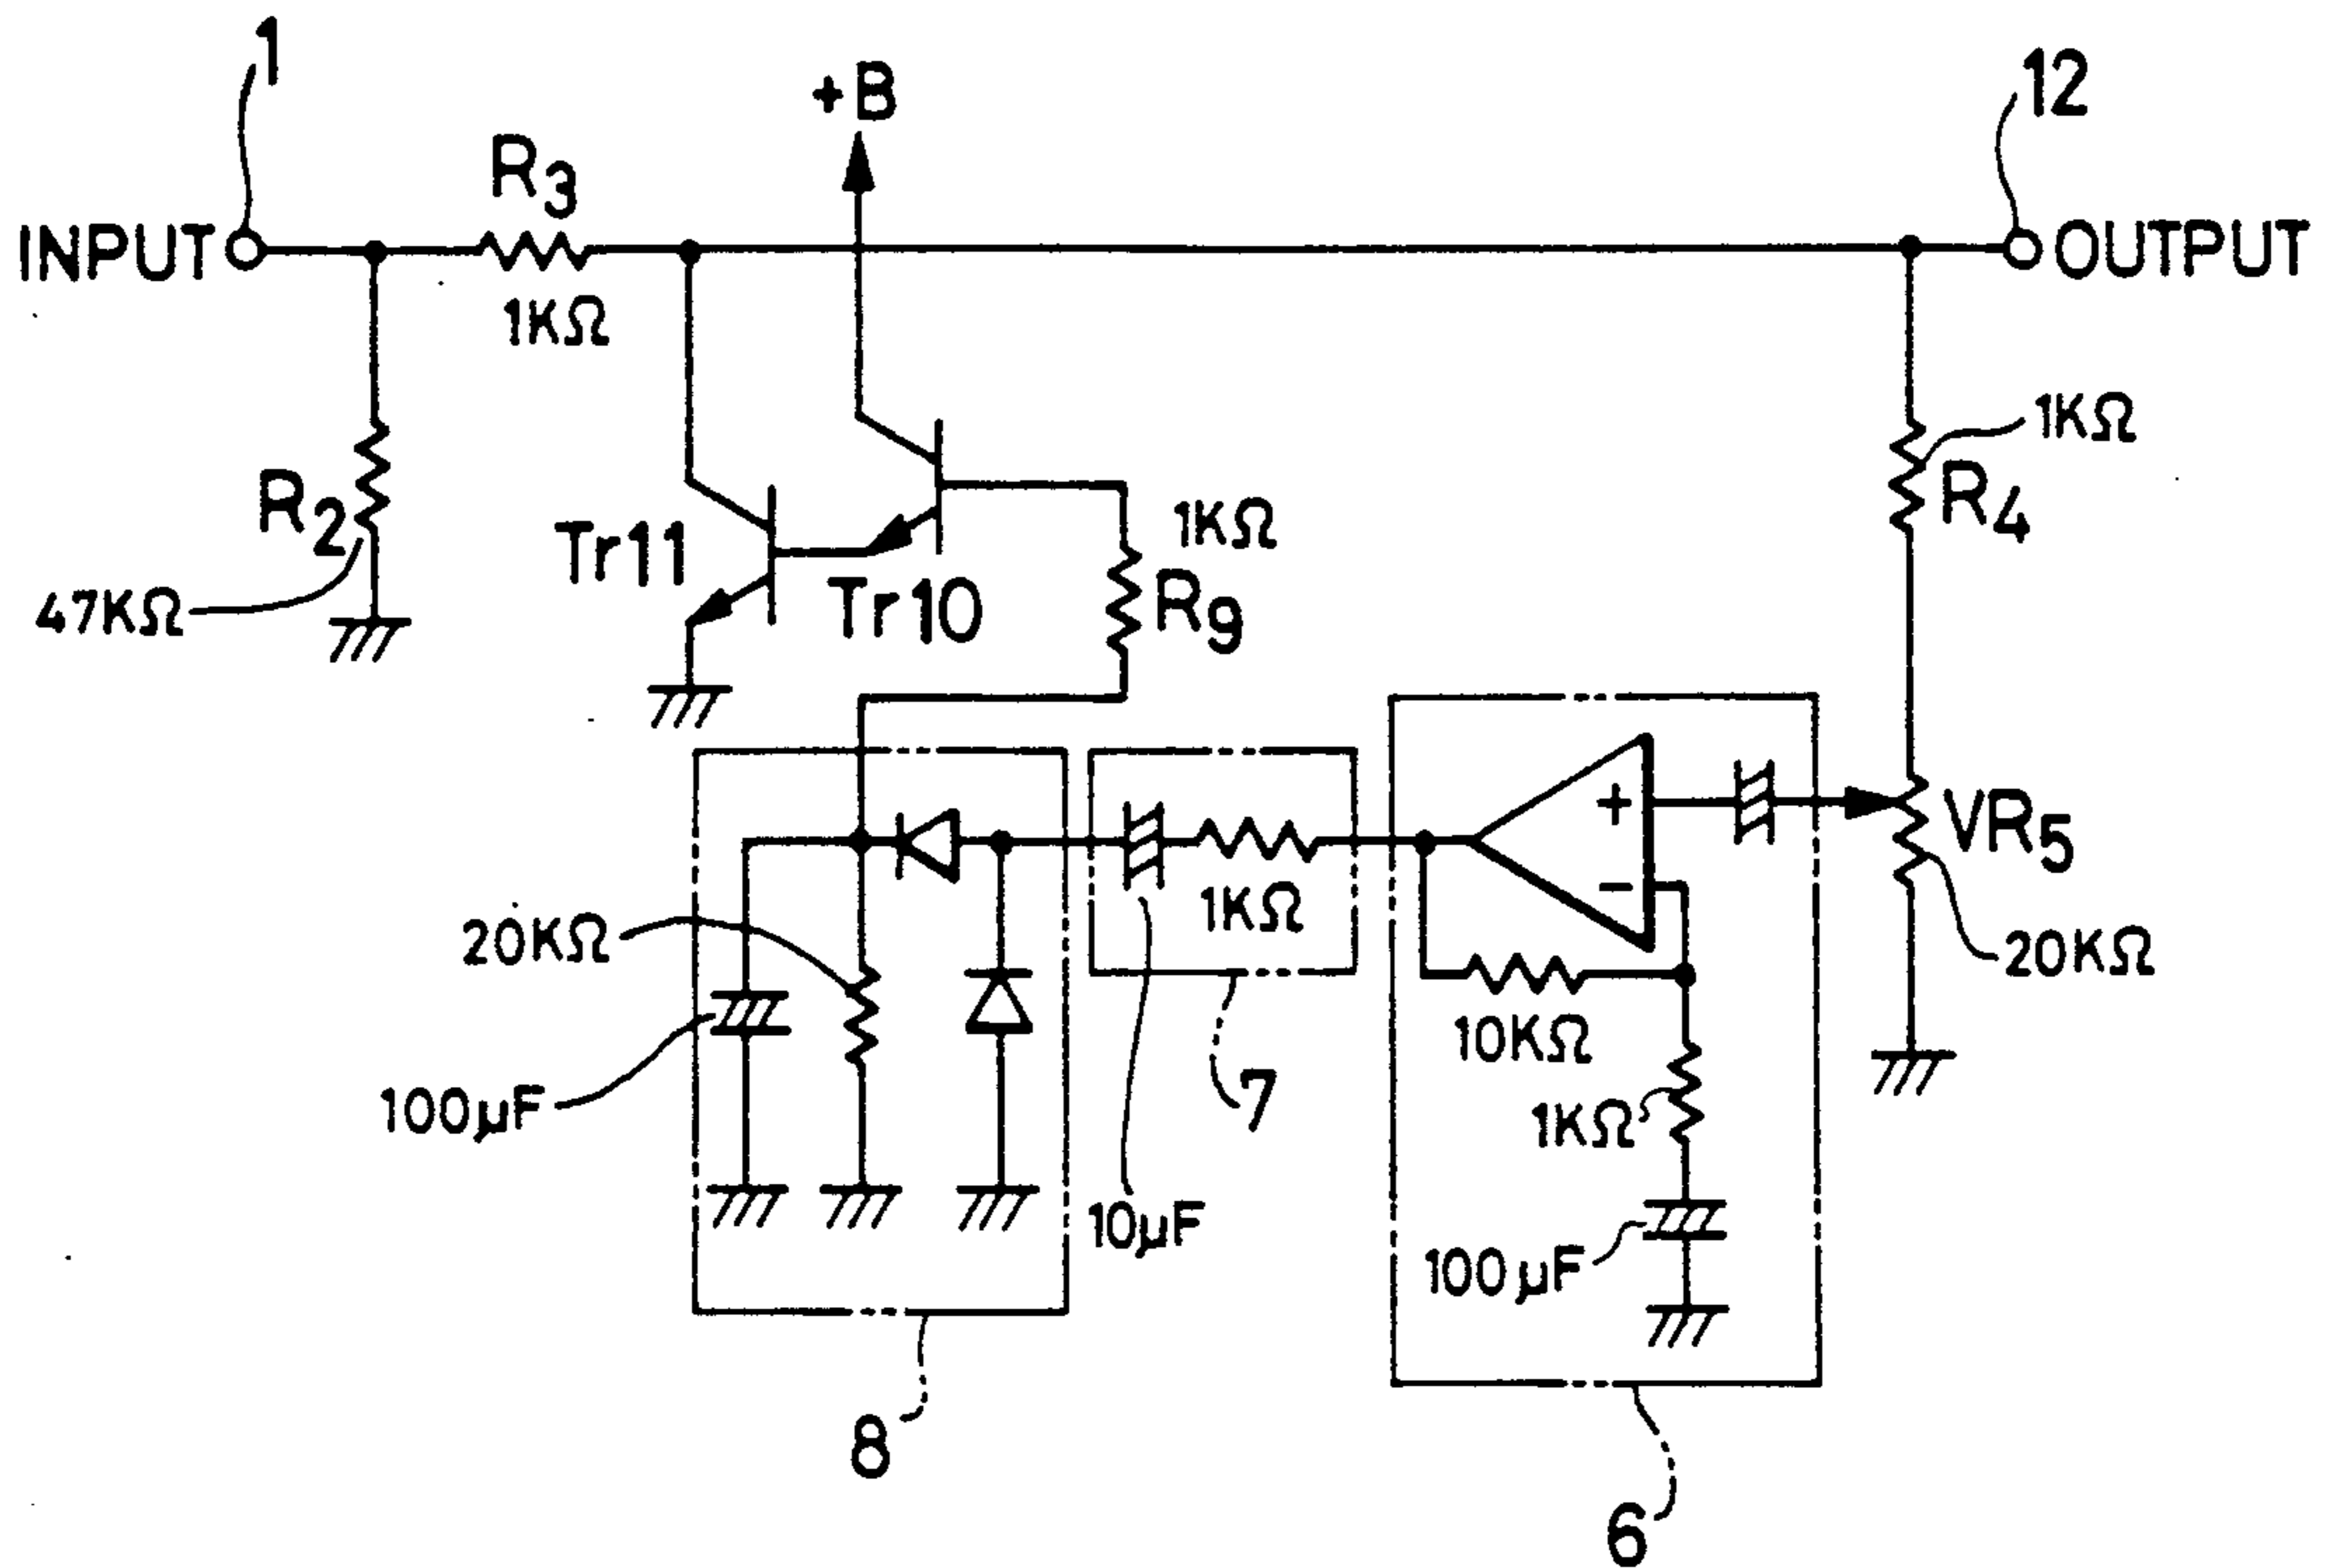 1
+B
12
R3
INPUT
OUTPUT
1KΩ
1KΩ
R2
R4
1KΩ
Tr11
Tr10
R9
47KΩ
+
VR5
−
1KΩ
20KΩ
20KΩ
10KΩ
100µF
7
1KΩ
10µF
100µF
8
6